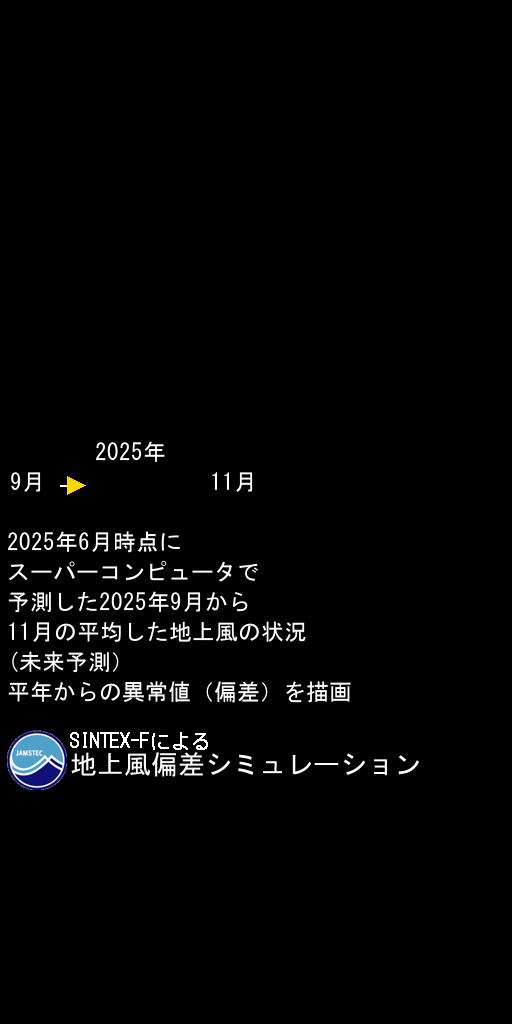 2025年
9月 11月
2025年6月時点に
スーパーコンピュータで
予測した2025年9月から
11月の平均した地上風の状況
(未来予測)
平年からの異常値(偏差)を描画
SINTEX-Fによる
JAMSTEC
地上風偏差シミュレーション